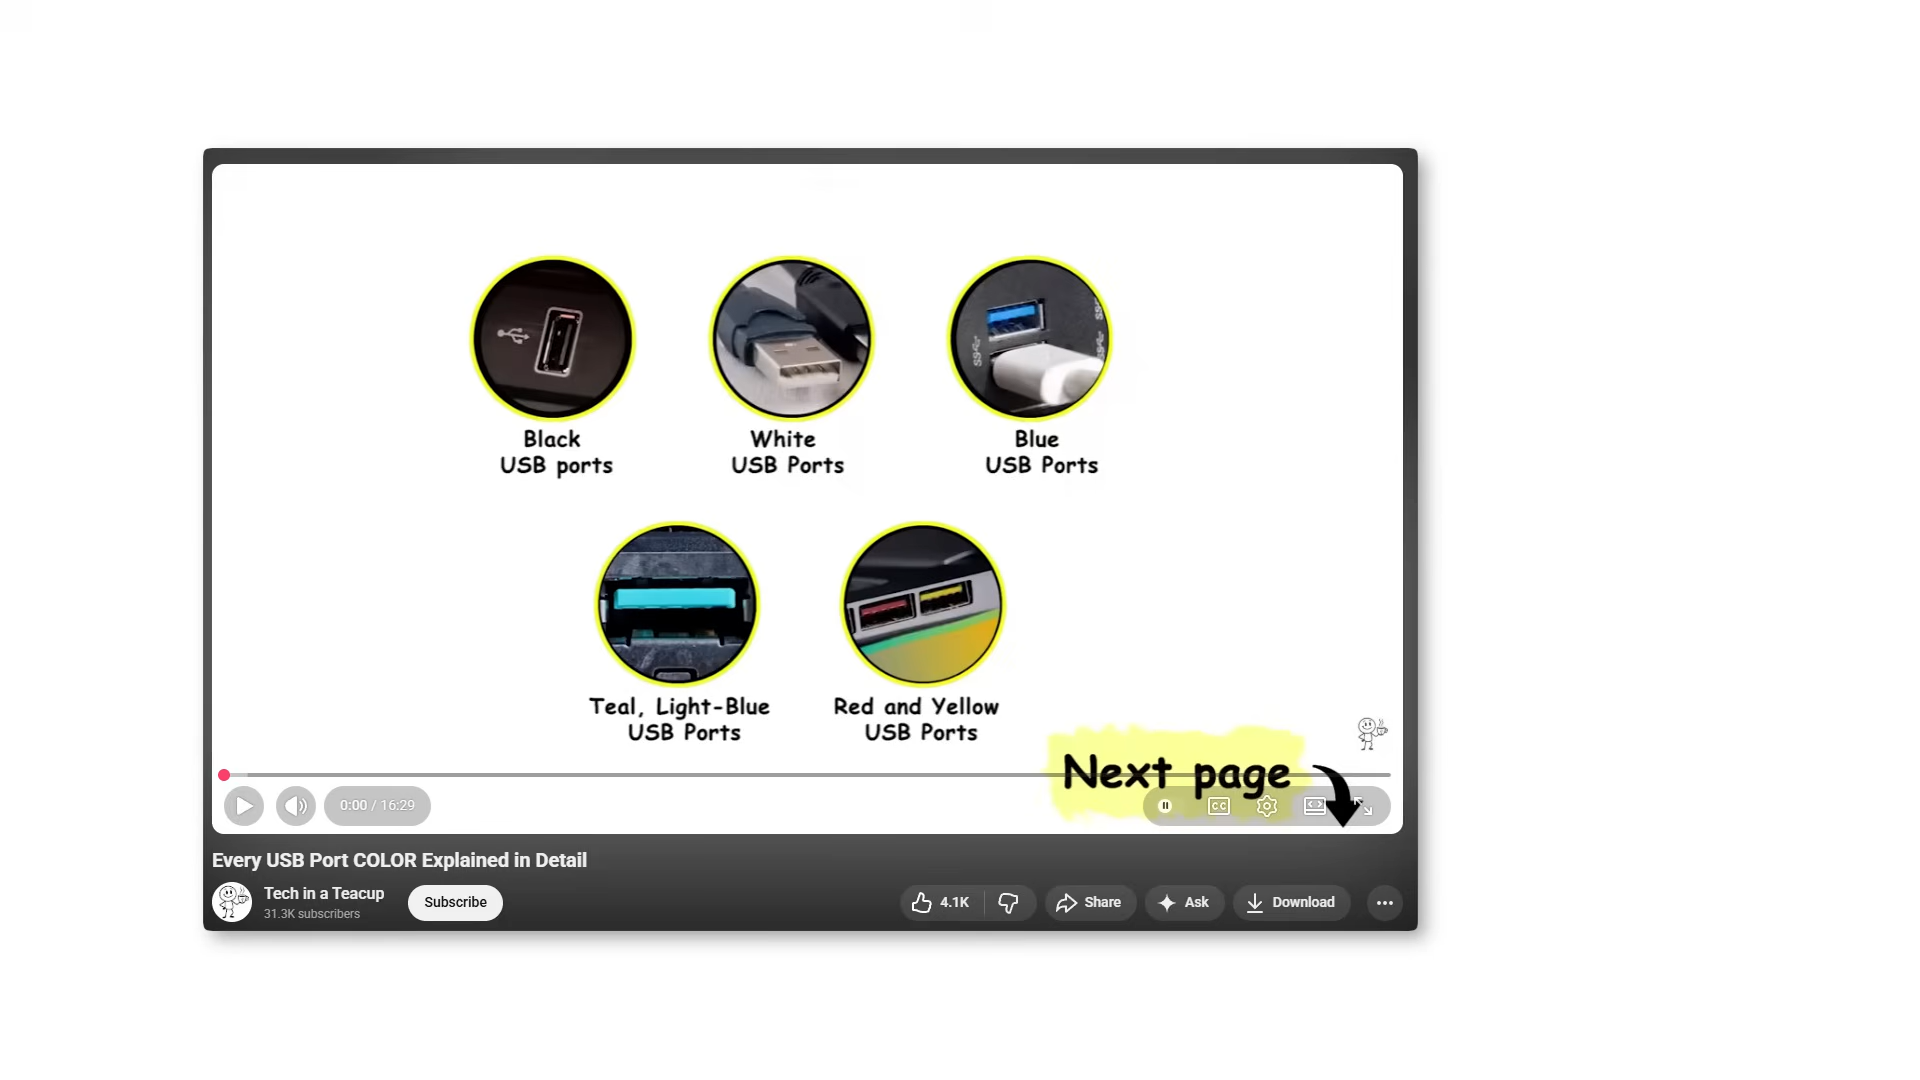 Black
USB ports
White
USB Ports
Blue
USB Ports
Teal, Light-Blue
USB Ports
Red and Yellow
USB Ports
Next page
0:00 / 16:29
CC
Every USB Port COLOR Explained in Detail
Tech in a Teacup
31.3K subscribers
Subscribe
4.1K
Share
Ask
Download